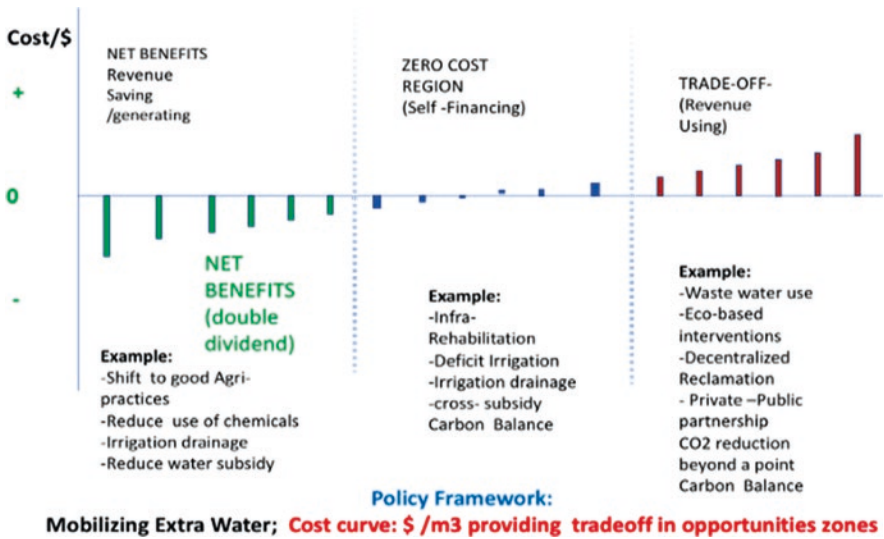 Cost/$
+
0
-
NET BENEFITS
Revenue
Saving
/generating
NET
BENEFITS
(double
dividend)
Example:
-Shift to good Agri-
practices
-Reduce use of chemicals
-Irrigation drainage
-Reduce water subsidy
ZERO COST
REGION
(Self -Financing)
Example:
-Infra-
Rehabilitation
-Deficit Irrigation
-Irrigation drainage
-cross- subsidy
Carbon Balance
TRADE-OFF-
(Revenue
Using)
Example:
-Waste water use
-Eco-based
interventions
-Decentralized
Reclamation
- Private –Public
partnership
CO2 reduction
beyond a point
Carbon Balance
Policy Framework:
Mobilizing Extra Water; Cost curve: $ /m3 providing tradeoff in opportunities zones